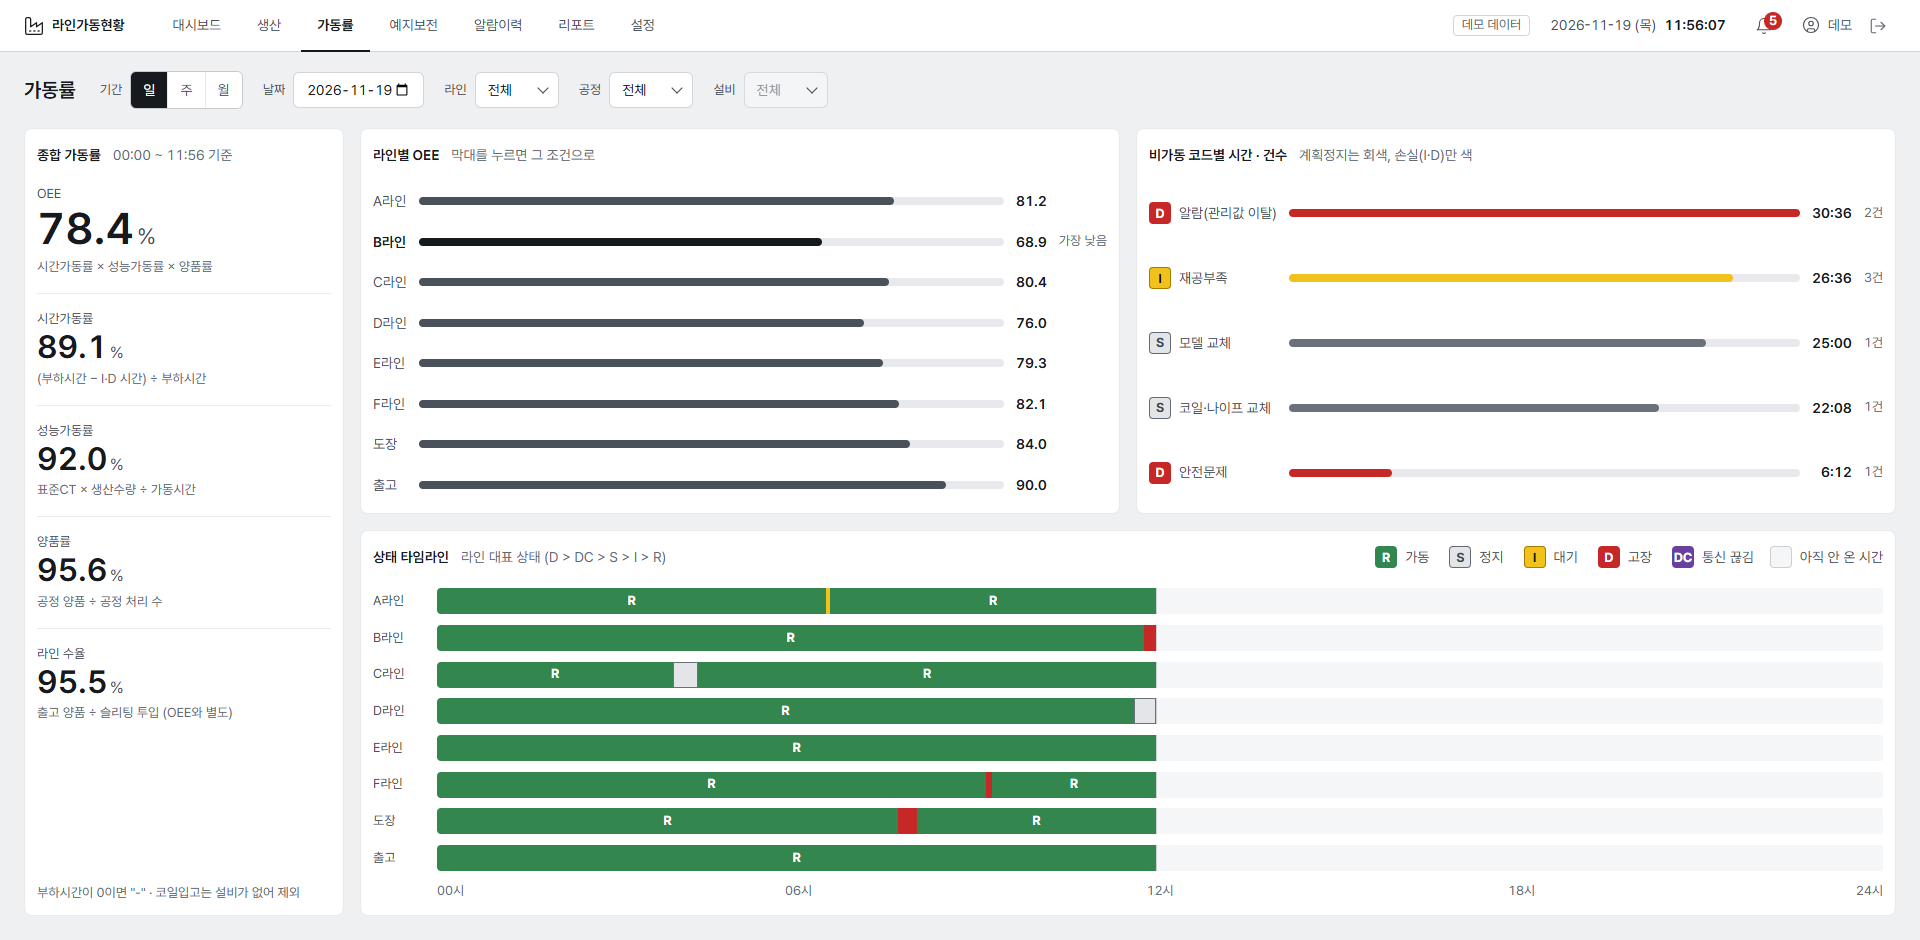 라인가동현황 대시보드 생산 가동률 예지보전 알람이력 리포트 설정 데모 데이터 2026-11-19 (목) 11:56:07 5 데모
가동률 기간 일 주 월 날짜 2026-11-19 라인 전체 공정 전체 설비 전체
종합 가동률 00:00 ~ 11:56 기준
OEE
78.4 %
시간가동률 × 성능가동률 × 양품률
시간가동률
89.1 %
(부하시간 − I·D 시간) ÷ 부하시간
성능가동률
92.0 %
표준CT × 생산수량 ÷ 가동시간
양품률
95.6 %
공정 양품 ÷ 공정 처리 수
라인 수율
95.5 %
출고 양품 ÷ 슬리팅 투입 (OEE와 별도)
부하시간이 0이면 "-" · 코일입고는 설비가 없어 제외
라인별 OEE 막대를 누르면 그 조건으로
A라인 81.2
B라인 68.9 가장 낮음
C라인 80.4
D라인 76.0
E라인 79.3
F라인 82.1
도장 84.0
출고 90.0
비가동 코드별 시간 · 건수 계획정지는 회색, 손실(I·D)만 색
D 알람(관리값 이탈) 30:36 2건
I 재공부족 26:36 3건
S 모델 교체 25:00 1건
S 코일·나이프 교체 22:08 1건
D 안전문제 6:12 1건
상태 타임라인 라인 대표 상태 (D > DC > S > I > R) R 가동 S 정지 I 대기 D 고장 DC 통신 끊김 아직 안 온 시간
A라인 R R
B라인 R
C라인 R R
D라인 R
E라인 R
F라인 R R
도장 R R
출고 R
00시 06시 12시 18시 24시